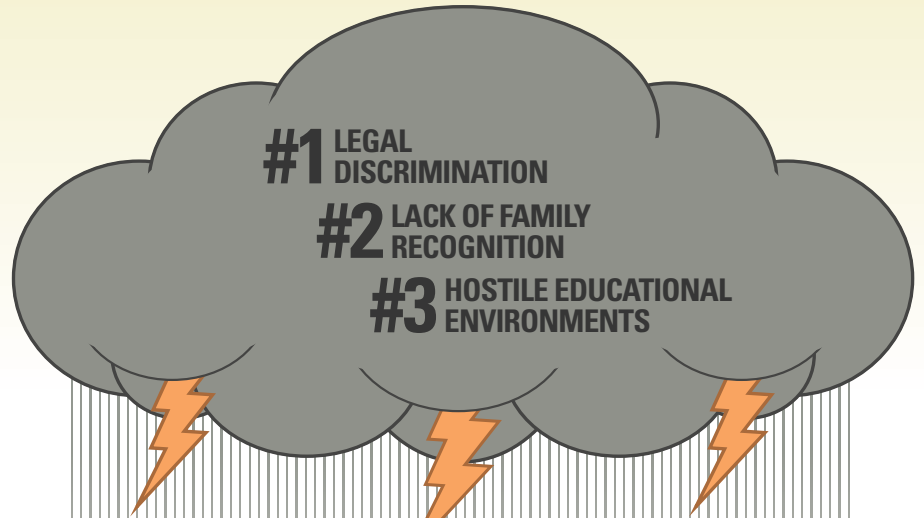 #1 LEGAL
DISCRIMINATION
#2 LACK OF FAMILY
RECOGNITION
#3 HOSTILE EDUCATIONAL
ENVIRONMENTS